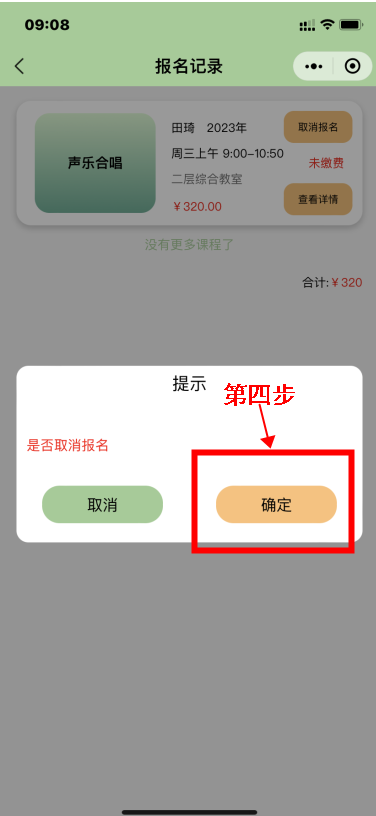 09:08
报名记录
声乐合唱
田琦 2023年
取消报名
周三上午 9:00-10:50
未缴费
二层综合教室
查看详情
￥320.00
没有更多课程了
合计:￥320
提示
第四步
是否取消报名
取消
确定